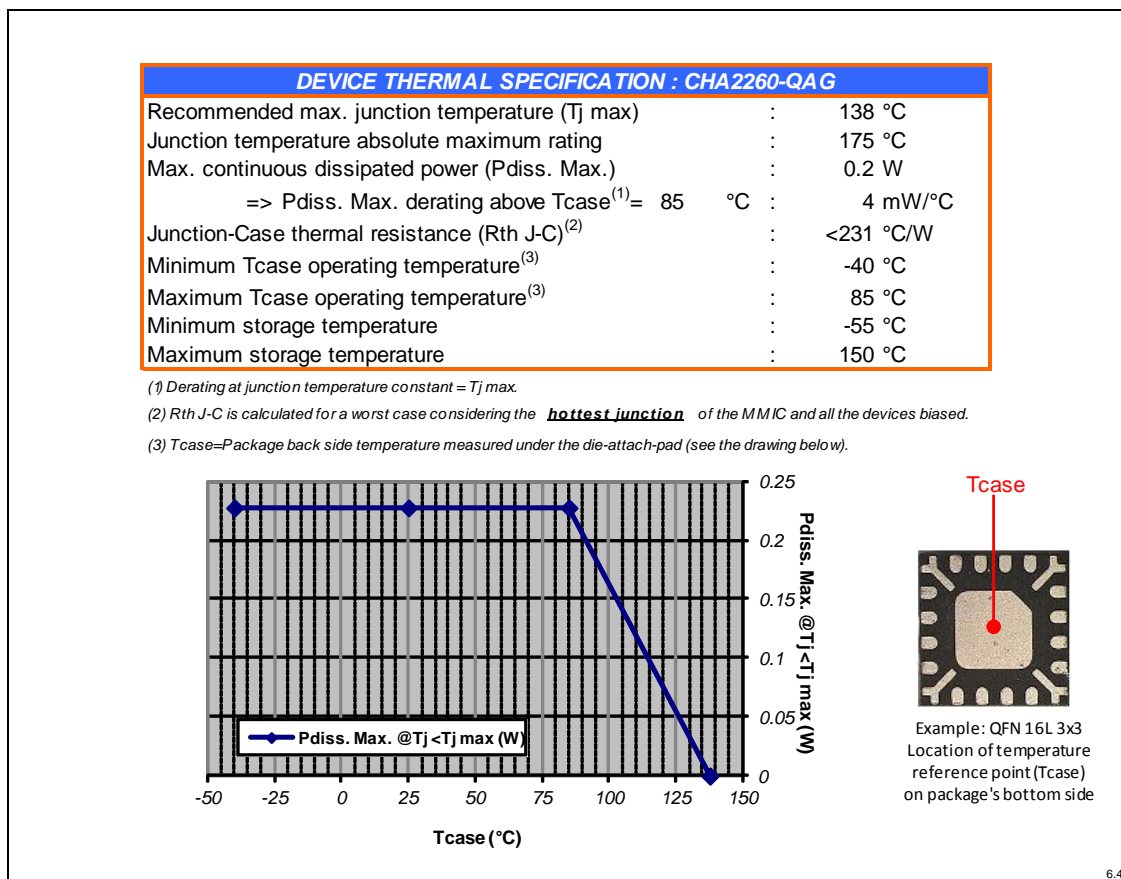 DEVICE THERMAL SPECIFICATION : CHA2260-QAG
Recommended max. junction temperature (Tj max) : 138 °C
Junction temperature absolute maximum rating : 175 °C
Max. continuous dissipated power (Pdiss. Max.) : 0.2 W
=> Pdiss. Max. derating above Tcase(1)= 85 °C : 4 mW/°C
Junction-Case thermal resistance (Rth J-C)(2) : <231 °C/W
Minimum Tcase operating temperature(3) : -40 °C
Maximum Tcase operating temperature(3) : 85 °C
Minimum storage temperature : -55 °C
Maximum storage temperature : 150 °C
(1) Derating at junction temperature constant = Tj max.
(2) Rth J-C is calculated for a worst case considering the hottest junction of the MMIC and all the devices biased.
(3) Tcase=Package back side temperature measured under the die-attach-pad (see the drawing below).
0.25
0.2
0.15
0.1
0.05
0
Pdiss. Max. @Tj <Tj max (W)
Pdiss. Max. @Tj <Tj max (W)
-50 -25 0 25 50 75 100 125 150
Tcase (°C)
Tcase
Example: QFN 16L 3x3
Location of temperature
reference point (Tcase)
on package's bottom side
6.4